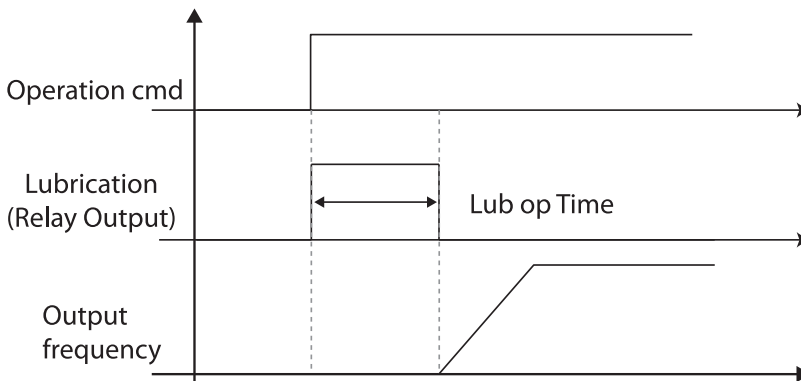 Operation cmd
Lubrication
(Relay Output)
Lub op Time
Output
frequency